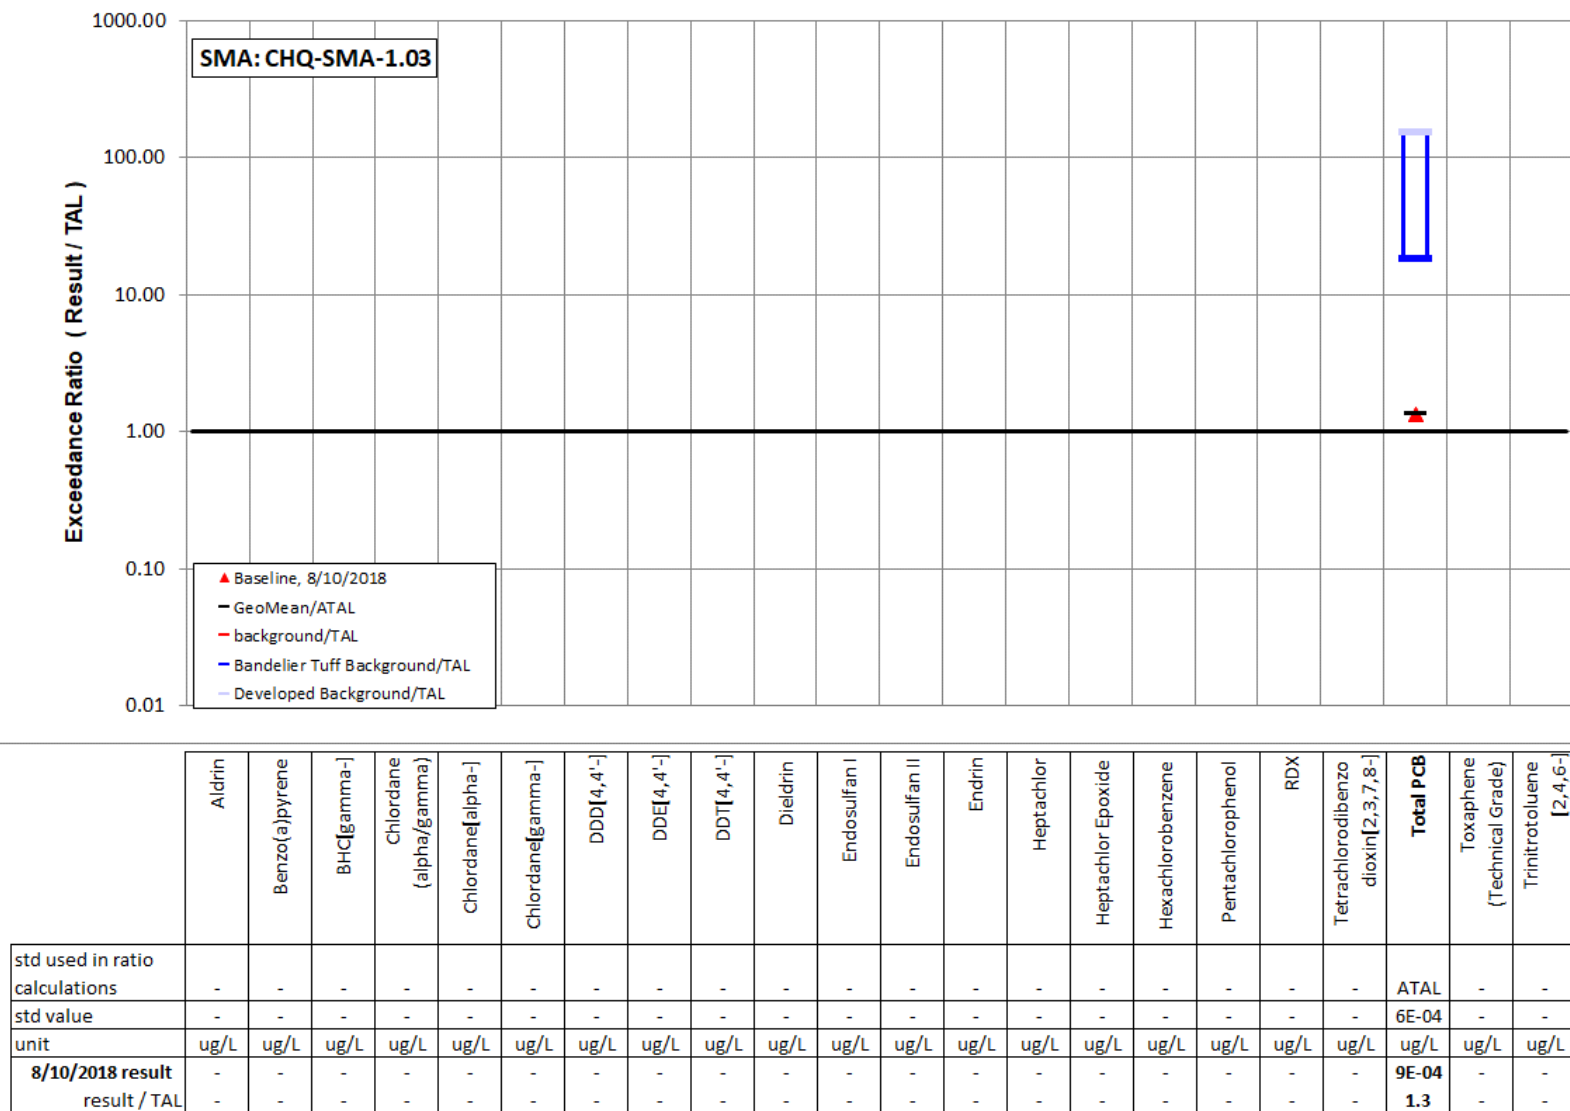 1000.00
SMA: CHQ-SMA-1.03
100.00
10.00
1.00
0.10
0.01
Exceedance Ratio ( Result / TAL )
Baseline, 8/10/2018
GeoMean/ATAL
background/TAL
Bandelier Tuff Background/TAL
Developed Background/TAL
Aldrin
Benzo(a)pyrene
BHC[gamma-]
Chlordane
(alpha/gamma)
Chlordane[alpha-]
Chlordane[gamma-]
DDD[4,4'-]
DDE[4,4'-]
DDT[4,4'-]
Dieldrin
Endosulfan I
Endosulfan II
Endrin
Heptachlor
Heptachlor Epoxide
Hexachlorobenzene
Pentachlorophenol
RDX
Tetrachlorodibenzo
dioxin[2,3,7,8-]
Total PCB
Toxaphene
(Technical Grade)
Trinitrotoluene
[2,4,6-]
std used in ratio
calculations - - - - - - - - - - - - - - - - - - - ATAL - -
std value - - - - - - - - - - - - - - - - - - - 6E-04 - -
unit ug/L ug/L ug/L ug/L ug/L ug/L ug/L ug/L ug/L ug/L ug/L ug/L ug/L ug/L ug/L ug/L ug/L ug/L ug/L ug/L ug/L ug/L
8/10/2018 result - - - - - - - - - - - - - - - - - - - 9E-04 - -
result / TAL - - - - - - - - - - - - - - - - - - - 1.3 - -